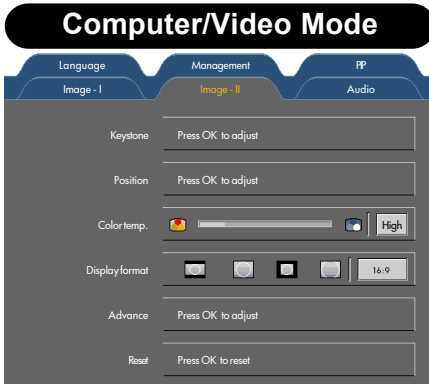 Computer/Video Mode
Language Management PIP
Image - I Image - II Audio
Keystone Press OK to adjust
Position Press OK to adjust
Color temp. High
Display format 16:9
Advance Press OK to adjust
Reset Press OK to reset